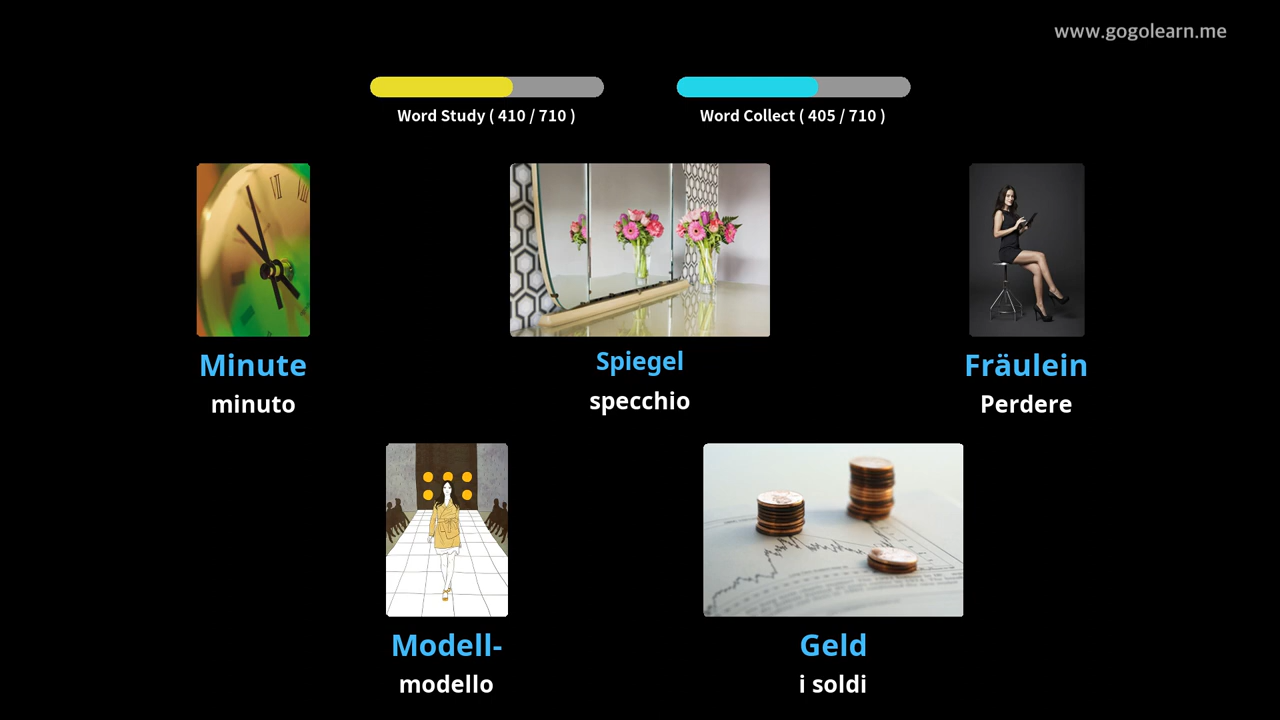 www.gogolearn.me
Word Study ( 410 / 710 )
Word Collect ( 405 / 710 )
Minute
minuto
Spiegel
specchio
Fräulein
Perdere
Modell-
modello
Geld
i soldi